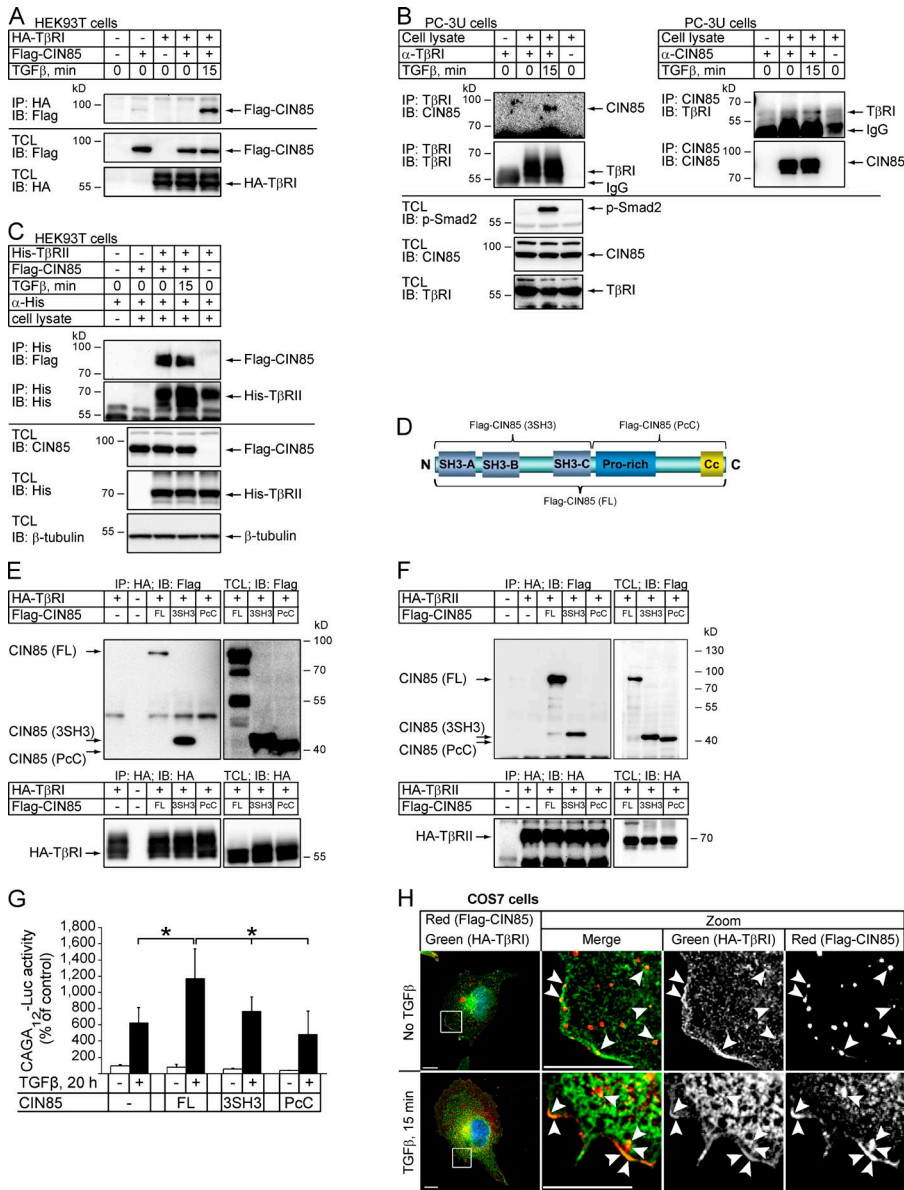 A
HEK93T cells
HA-TβRI - - + + +
Flag-CIN85 - + - + +
TGFβ, min 0 0 0 0 15
kD
IP: HA
IB: Flag
100
Flag-CIN85
TCL
IB: Flag
100
70
Flag-CIN85
TCL
IB: HA
55
HA-TβRI
B
PC-3U cells
Cell lysate - + + +
α-TβRI + + + -
TGFβ, min 0 0 15 0
kD
IP: TβRI
IB: CIN85
100
70
CIN85
IP: TβRI
IB: TβRI
100
70
55
TβRI
IgG
TCL
IB: p-Smad2
55
p-Smad2
TCL
IB: CIN85
100
CIN85
TCL
IB: TβRI
55
TβRI
PC-3U cells
Cell lysate - + + +
α-CIN85 + + + -
TGFβ, min 0 0 15 0
kD
IP: CIN85
IB: TβRI
70
55
TβRI
IgG
IP: CIN85
IB: CIN85
100
70
CIN85
C
HEK93T cells
His-TβRII - - + + +
Flag-CIN85 - + + + -
TGFβ, min 0 0 0 15 0
α-His + + + + +
cell lysate - + + + +
kD
IP: His
IB: Flag
100
70
Flag-CIN85
IP: His
IB: His
70
55
His-TβRII
TCL
IB: CIN85
100
70
Flag-CIN85
TCL
IB: His
70
His-TβRII
TCL
IB: β-tubulin
70
55
β-tubulin
D
Flag-CIN85 (3SH3)
Flag-CIN85 (PcC)
N SH3-A SH3-B SH3-C Pro-rich Cc C
Flag-CIN85 (FL)
E
IP: HA; IB: Flag TCL; IB: Flag
HA-TβRI + - + + + + + +
Flag-CIN85 - - FL 3SH3 PcC FL 3SH3 PcC
kD
CIN85 (FL)
CIN85 (3SH3)
CIN85 (PcC)
100
70
55
40
IP: HA; IB: HA TCL; IB: HA
HA-TβRI + - + + + + + +
Flag-CIN85 - - FL 3SH3 PcC FL 3SH3 PcC
HA-TβRI
55
F
IP: HA; IB: Flag TCL; IB: Flag
HA-TβRII - + + + + + + +
Flag-CIN85 - - FL 3SH3 PcC FL 3SH3 PcC
kD
CIN85 (FL)
CIN85 (3SH3)
CIN85 (PcC)
130
100
70
55
40
IP: HA; IB: HA TCL; IB: HA
HA-TβRII - + + + + + + +
Flag-CIN85 - - FL 3SH3 PcC FL 3SH3 PcC
HA-TβRII
70
G
CAGA12-Luc activity
(% of control)
1,800
1,600
1,400
1,200
1,000
800
600
400
200
0
* *
TGFβ, 20 h - + - + - + - +
CIN85 - FL 3SH3 PcC
H
COS7 cells
Red (Flag-CIN85)
Green (HA-TβRI)
Zoom
Merge Green (HA-TβRI) Red (Flag-CIN85)
No TGFβ
TGFβ, 15 min